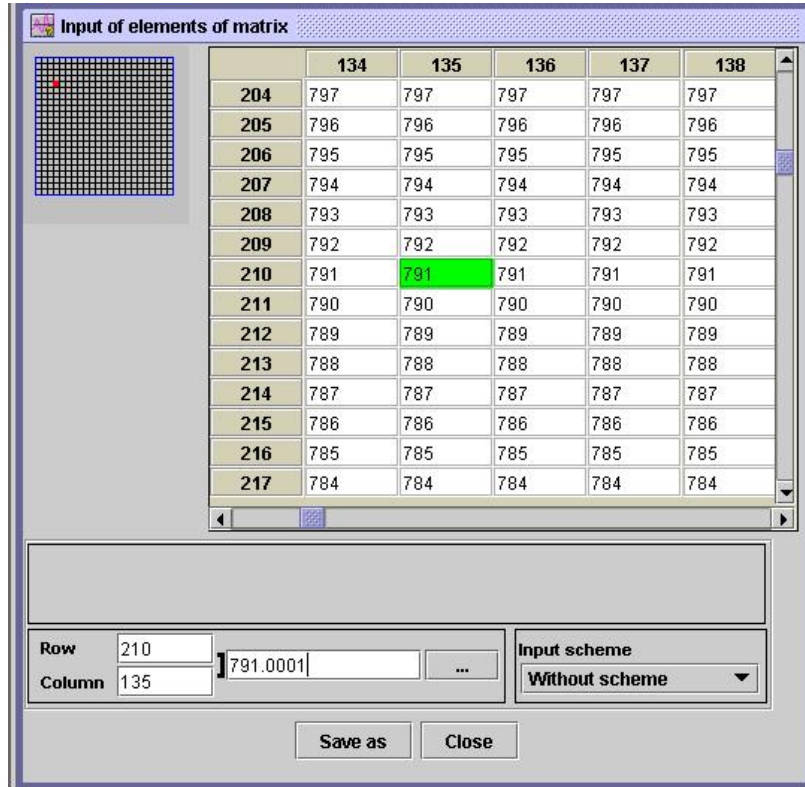 Input of elements of matrix
134 135 136 137 138
204 797 797 797 797 797
205 796 796 796 796 796
206 795 795 795 795 795
207 794 794 794 794 794
208 793 793 793 793 793
209 792 792 792 792 792
210 791 791 791 791 791
211 790 790 790 790 790
212 789 789 789 789 789
213 788 788 788 788 788
214 787 787 787 787 787
215 786 786 786 786 786
216 785 785 785 785 785
217 784 784 784 784 784
Row 210
Column 135
] 791.0001 ...
Input scheme
Without scheme
Save as Close